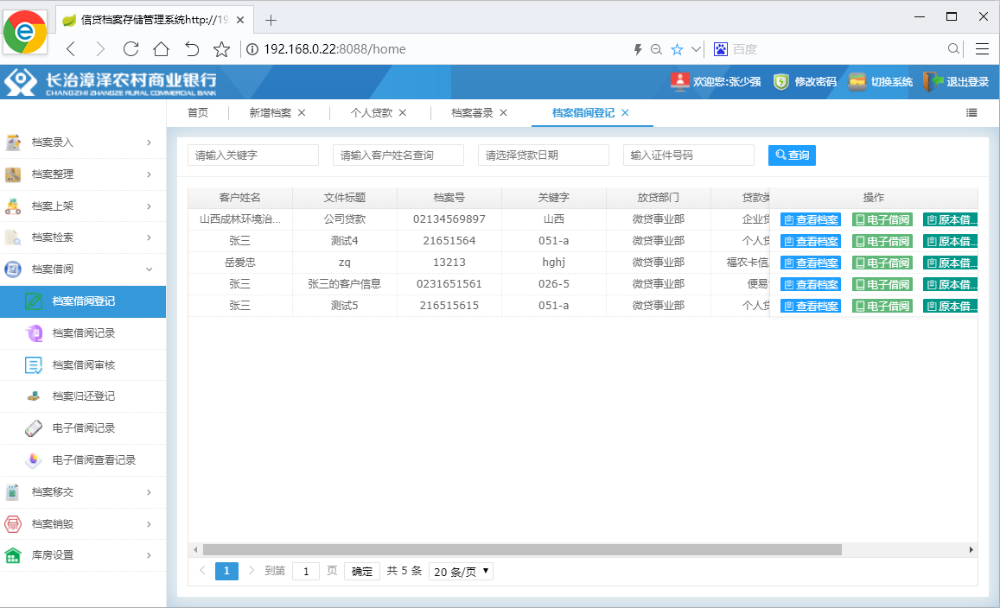 信贷档案存储管理系统http://19
192.168.0.22:8088/home
百度
长治漳泽农村商业银行
CHANGZHI ZHANGZE RURAL COMMERCIAL BANK
欢迎您:张少强 修改密码 切换系统 退出登录
首页 新增档案 个人贷款 档案著录 档案借阅登记
档案录入
档案整理
档案上架
档案检索
档案借阅
档案借阅登记
档案借阅记录
档案借阅审核
档案归还登记
电子借阅记录
电子借阅查看记录
档案移交
档案销毁
库房设置
请输入关键字 请输入客户姓名查询 请选择贷款日期 输入证件号码 查询
客户姓名 文件标题 档案号 关键字 放贷部门 贷款类 操作
山西成林环境治... 公司贷款 02134569897 山西 微贷事业部 企业贷 查看档案 电子借阅 原本借...
张三 测试4 21651564 051-a 微贷事业部 个人贷 查看档案 电子借阅 原本借...
岳爱忠 zq 13213 hghj 微贷事业部 福农卡信 查看档案 电子借阅 原本借...
张三 张三的客户信息 0231651561 026-5 微贷事业部 便易 查看档案 电子借阅 原本借...
张三 测试5 216515615 051-a 微贷事业部 个人贷 查看档案 电子借阅 原本借...
1 到第 1 页 确定 共 5 条 20 条/页